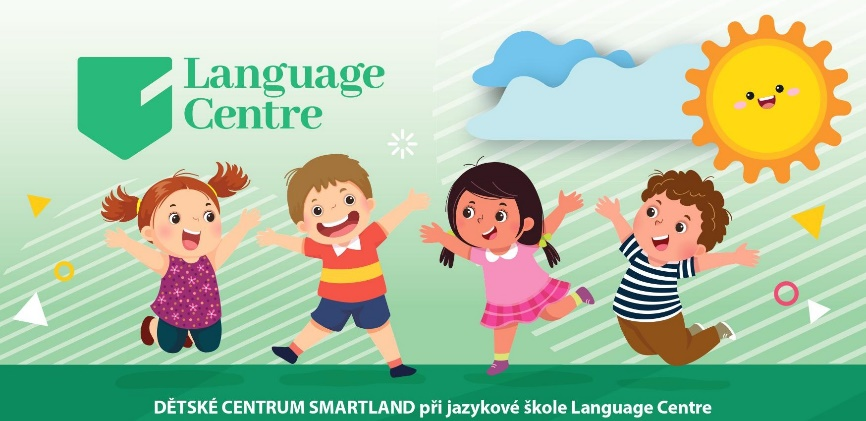 Language
Centre
DĚTSKÉ CENTRUM SMARTLAND při jazykové škole Language Centre